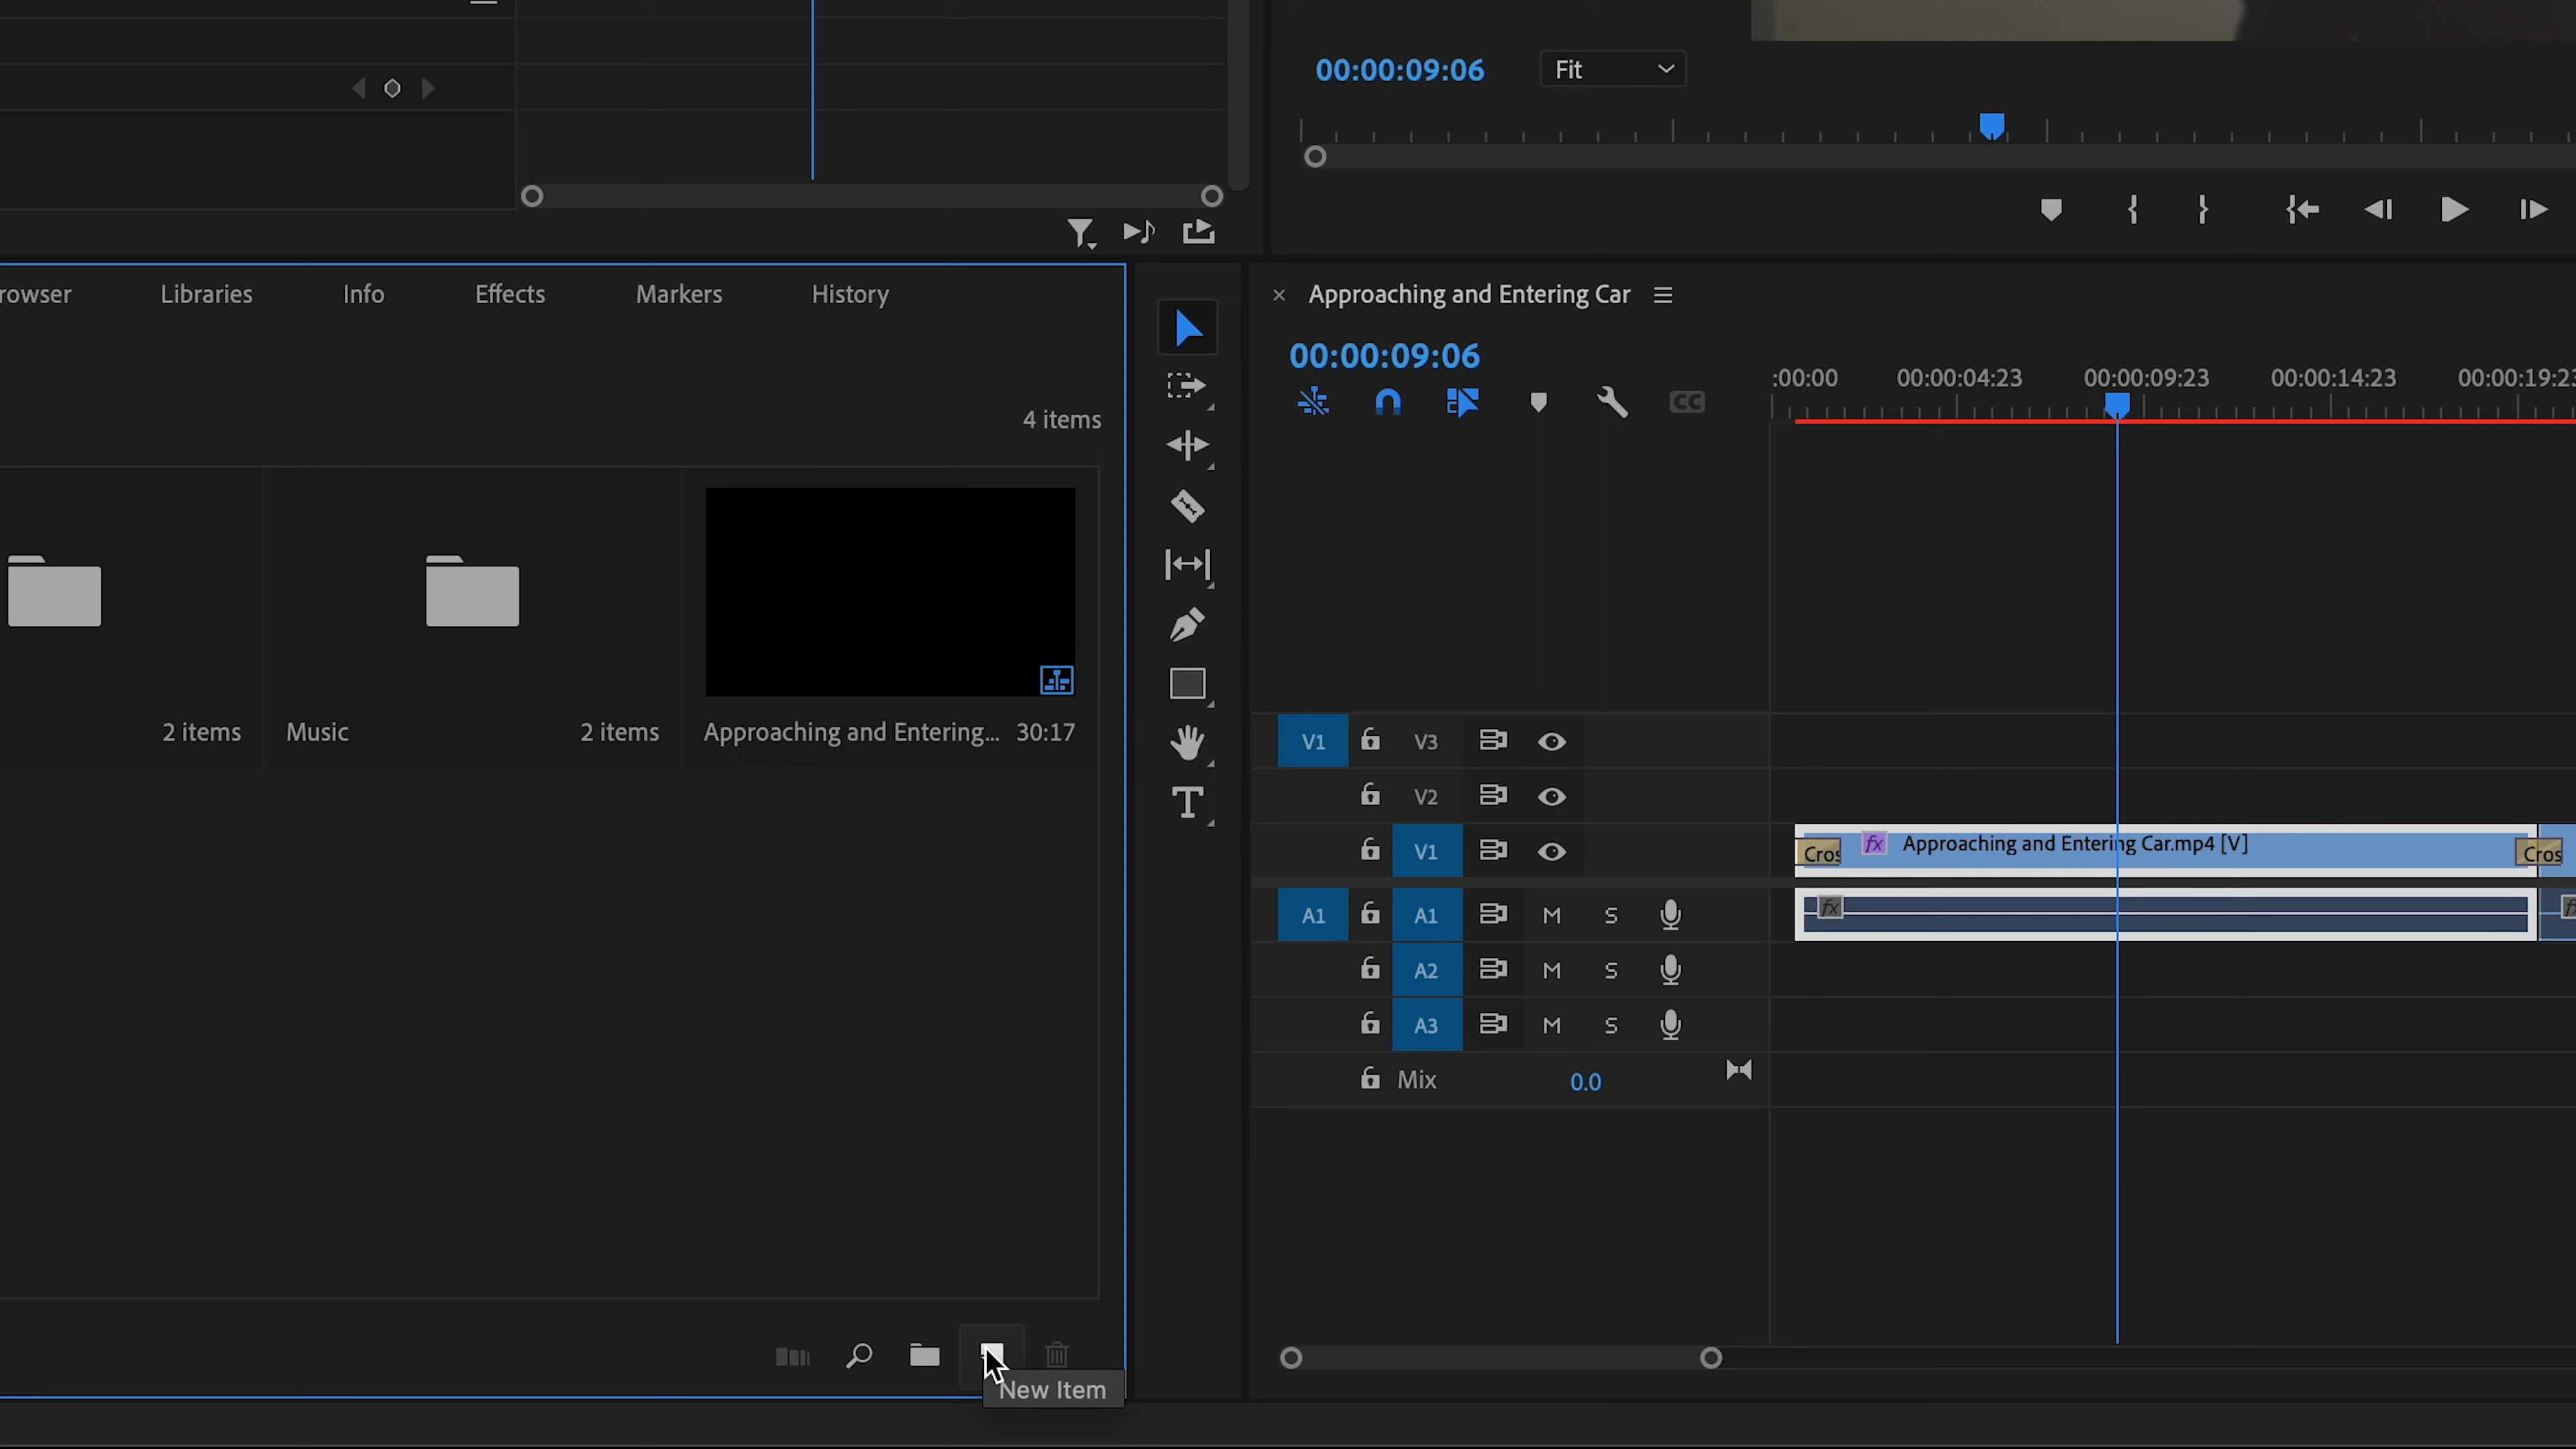 00:00:09:06
Fit
rowser
Libraries
Info
Effects
Markers
History
4 items
2 items
Music
2 items
Approaching and Entering...
30:17
Approaching and Entering Car
00:00:09:06
CC
:00:00
00:00:04:23
00:00:09:23
00:00:14:23
00:00:19:23
V1
V3
V2
V1
Cros
fx
Approaching and Entering Car.mp4 [V]
Cros
A1
A1
M
S
fx
A2
M
S
A3
M
S
Mix
0.0
T
New Item